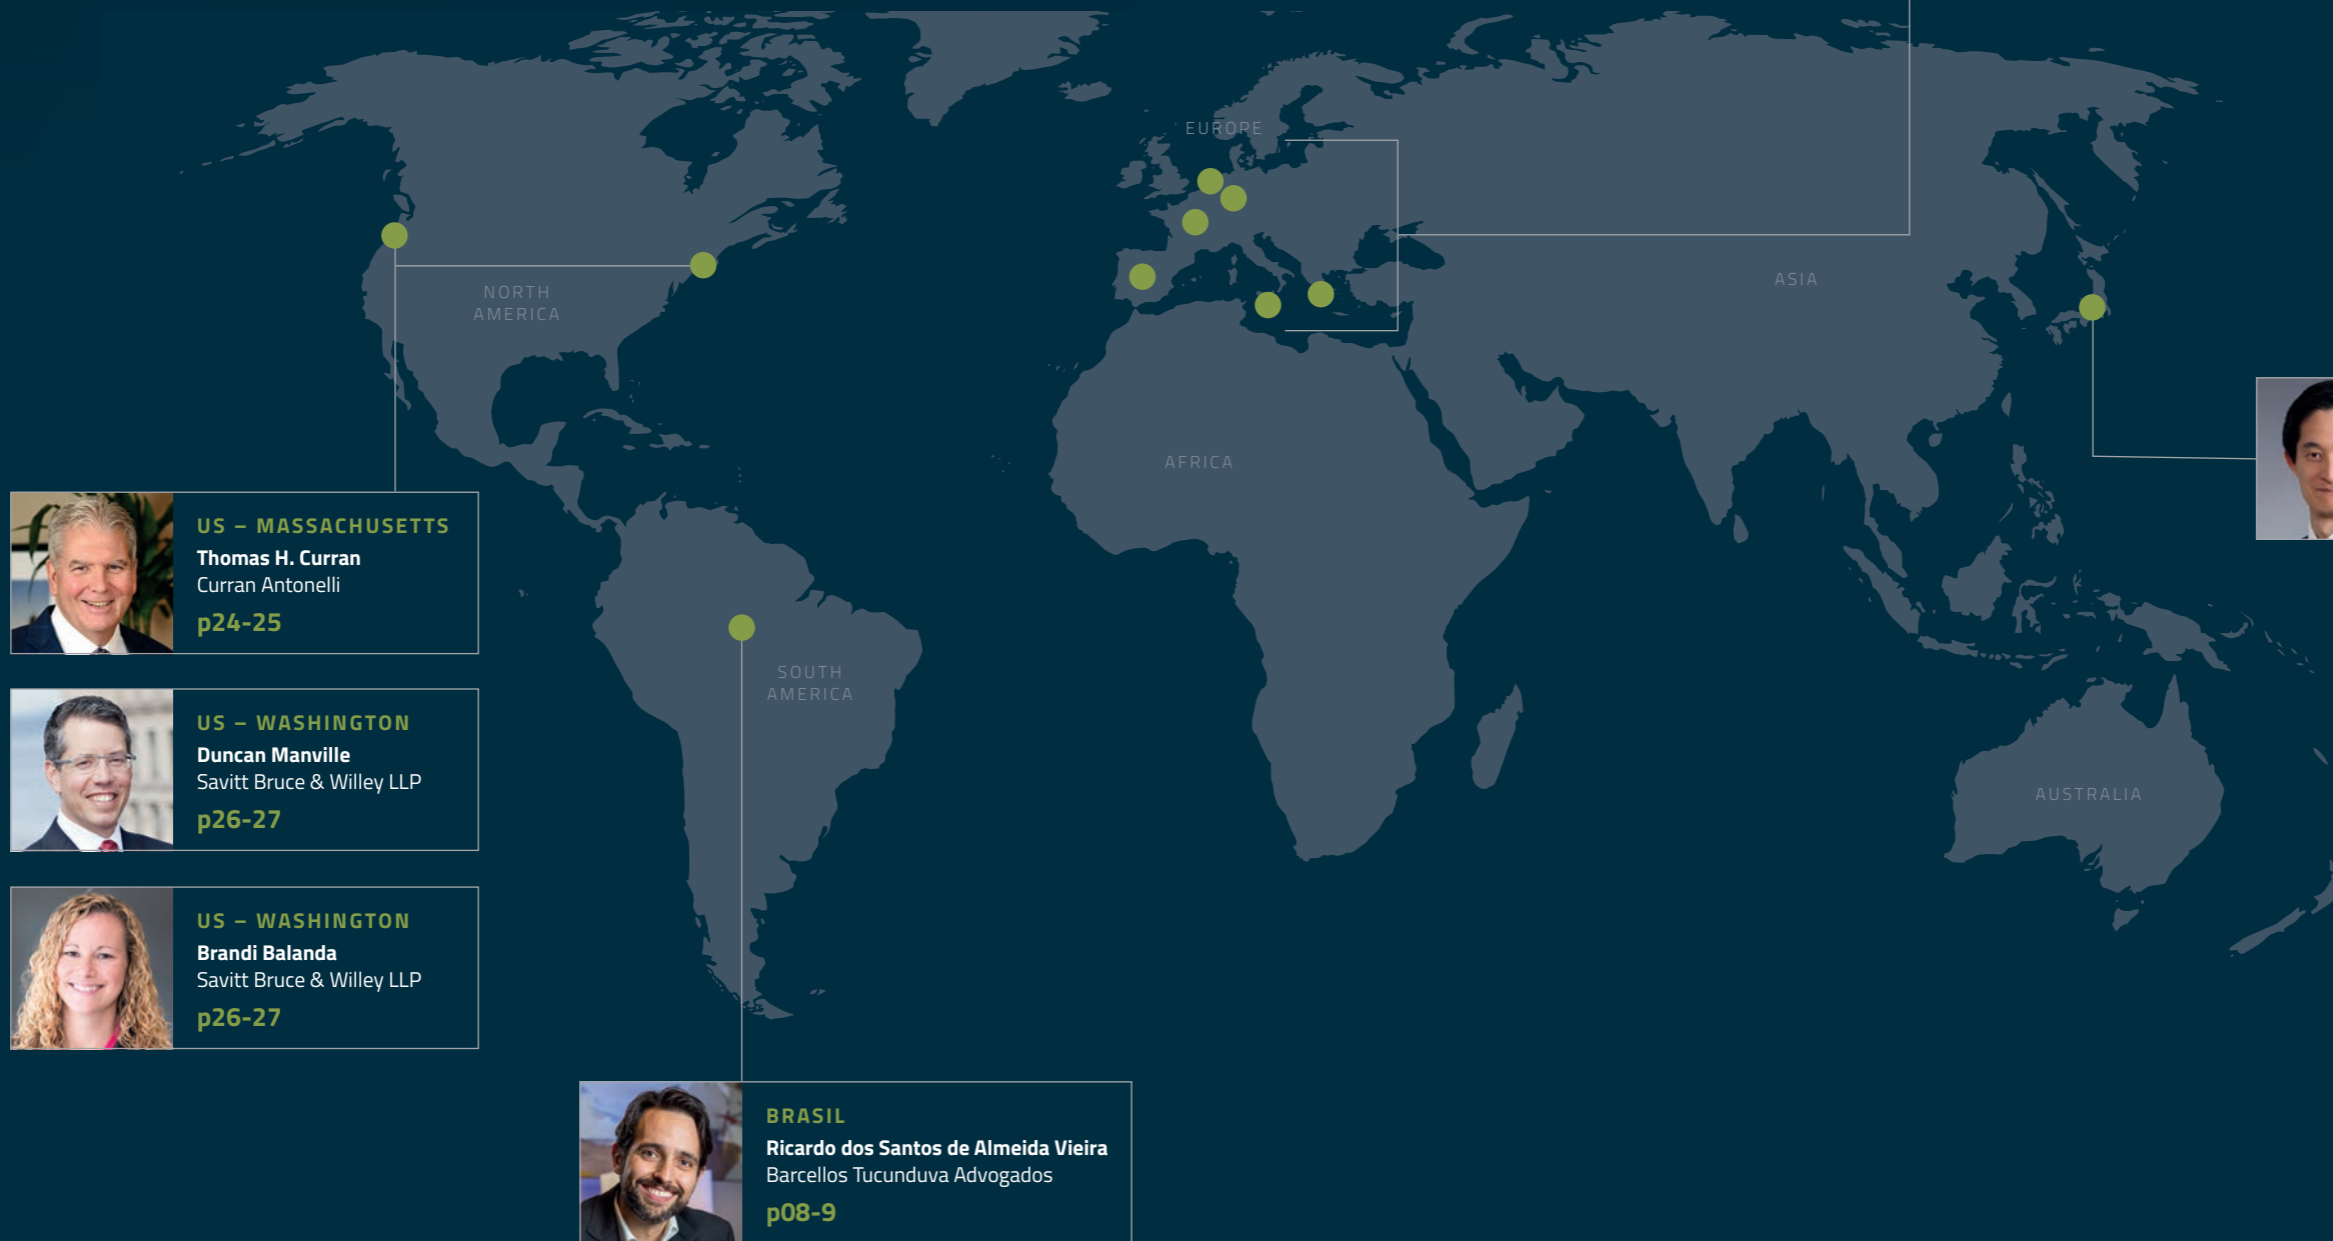 EUROPE
ASIA
NORTH
AMERICA
AFRICA
SOUTH
AMERICA
AUSTRALIA
US – MASSACHUSETTS
Thomas H. Curran
Curran Antonelli
p24-25
US – WASHINGTON
Duncan Manville
Savitt Bruce & Willey LLP
p26-27
US – WASHINGTON
Brandi Balanda
Savitt Bruce & Willey LLP
p26-27
BRASIL
Ricardo dos Santos de Almeida Vieira
Barcellos Tucunduva Advogados
p08-9